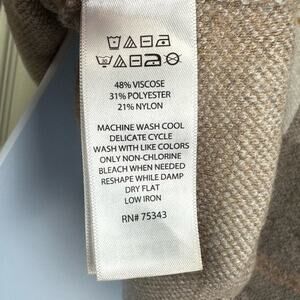 48% VISCOSE
31% POLYESTER
21% NYLON
MACHINE WASH COOL
DELICATE CYCLE
WASH WITH LIKE COLORS
ONLY NON-CHLORINE
BLEACH WHEN NEEDED
RESHAPE WHILE DAMP
DRY FLAT
LOW IRON
RN# 75343